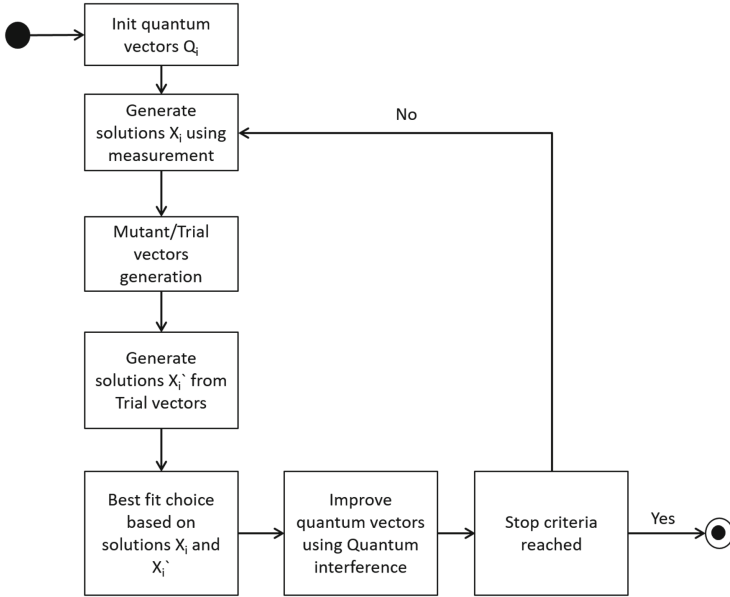 Init quantum
vectors Qi
Generate
solutions Xi using
measurement
No
Mutant/Trial
vectors
generation
Generate
solutions Xi` from
Trial vectors
Best fit choice
based on
solutions Xi and
Xi`
Improve
quantum vectors
using Quantum
interference
Stop criteria
reached
Yes